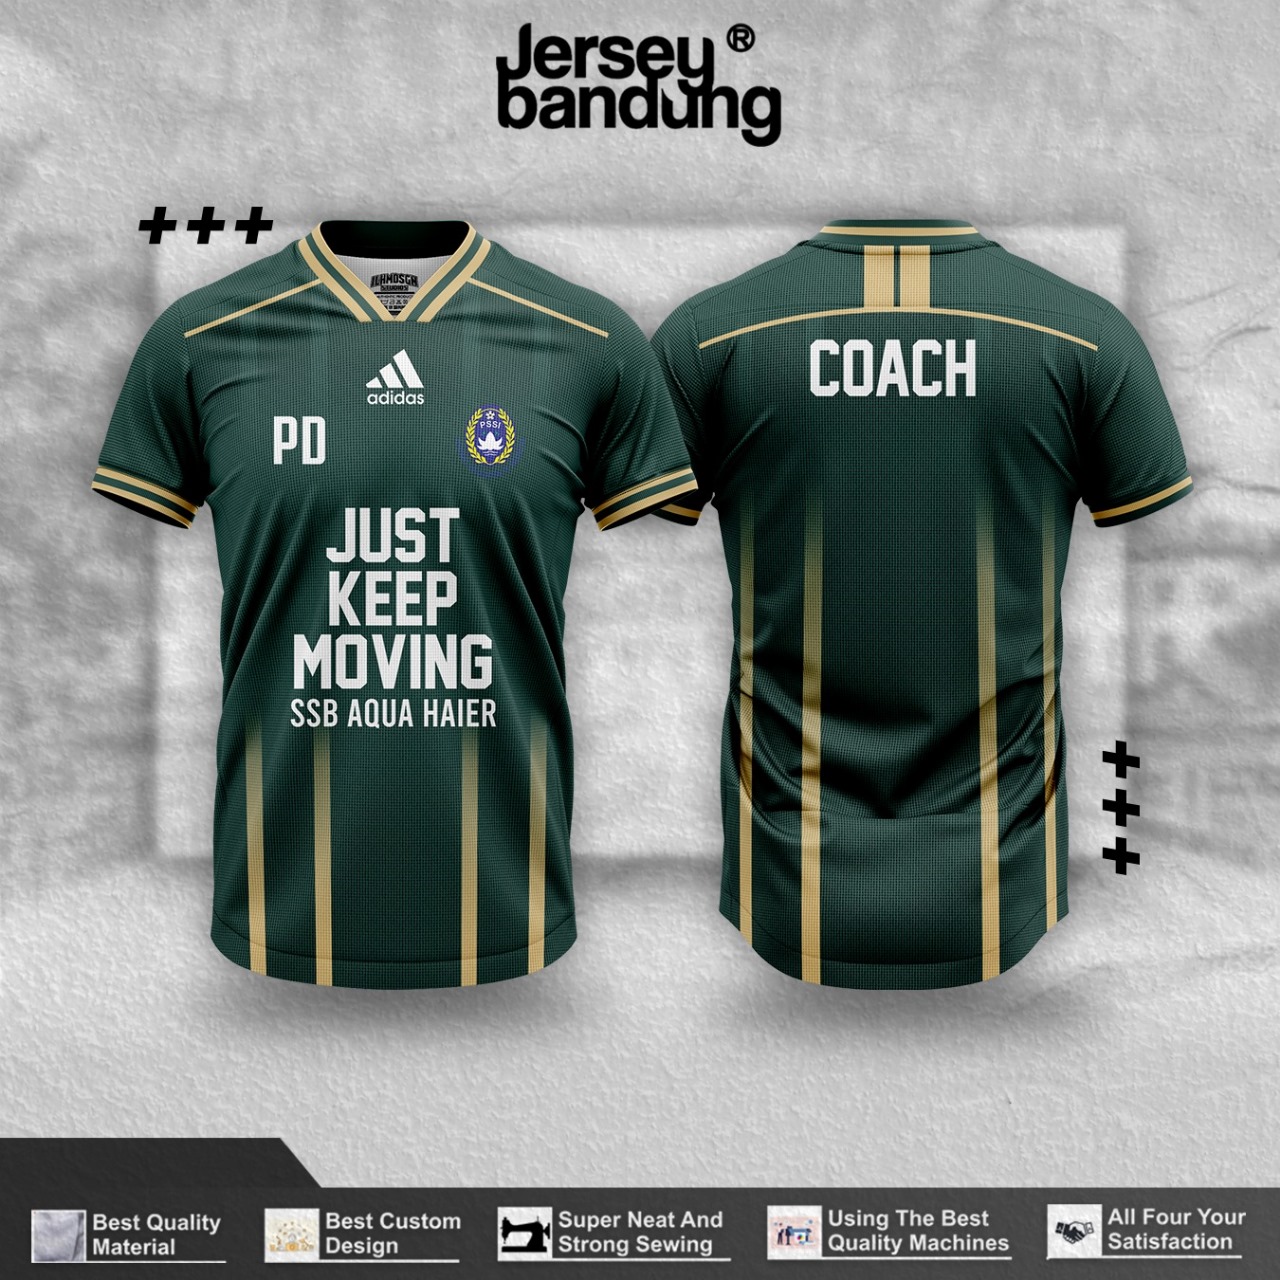 Jersey ®
bandung
adidas
PD
PSSI
JUST
KEEP
MOVING
SSB AQUA HAIER
COACH
Best Quality
Material
Best Custom
Design
Super Neat And
Strong Sewing
Using The Best
Quality Machines
All Four Your
Satisfaction